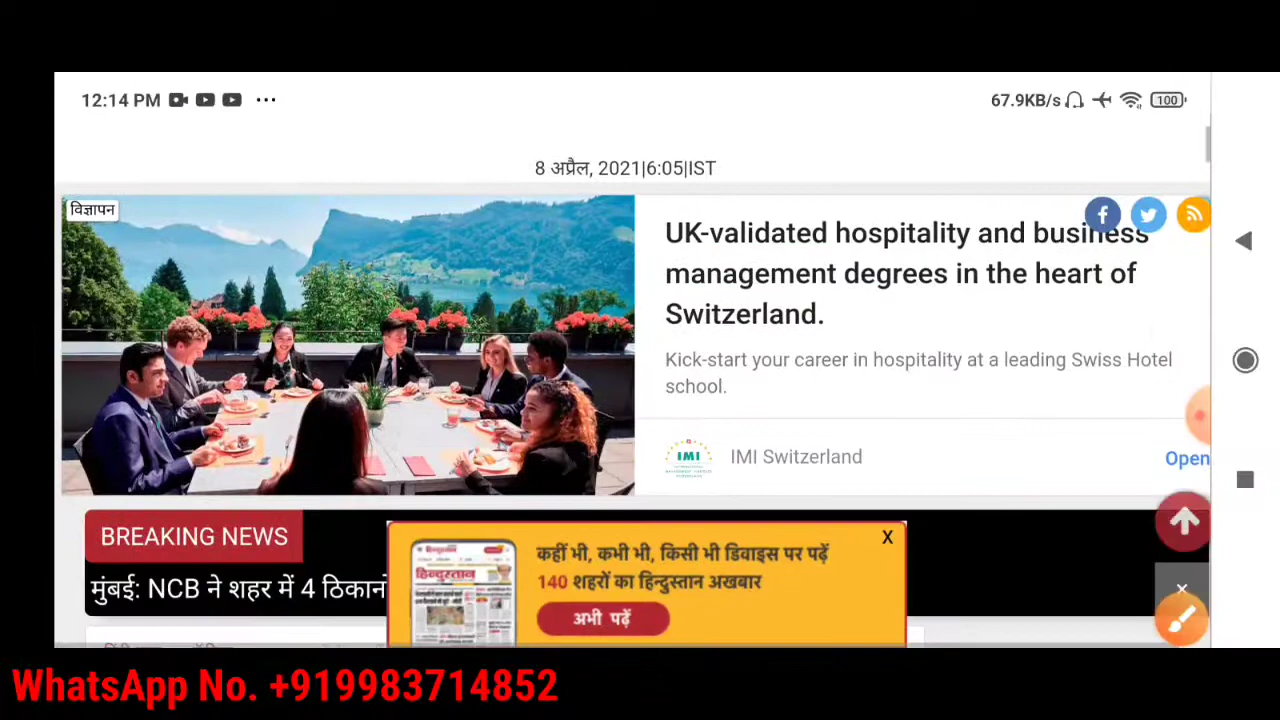 12:14 PM
67.9KB/s
100
8 अप्रैल, 2021|6:05|IST
विज्ञापन
UK-validated hospitality and business
management degrees in the heart of
Switzerland.
Kick-start your career in hospitality at a leading Swiss Hotel
school.
IMI
IMI Switzerland
Open
BREAKING NEWS
मुंबई: NCB ने शहर में 4 ठिकानों
X
कहीं भी, कभी भी, किसी भी डिवाइस पर पढ़ें
140 शहरों का हिन्दुस्तान अखबार
अभी पढ़ें
हिन्दुस्तान
WhatsApp No. +919983714852